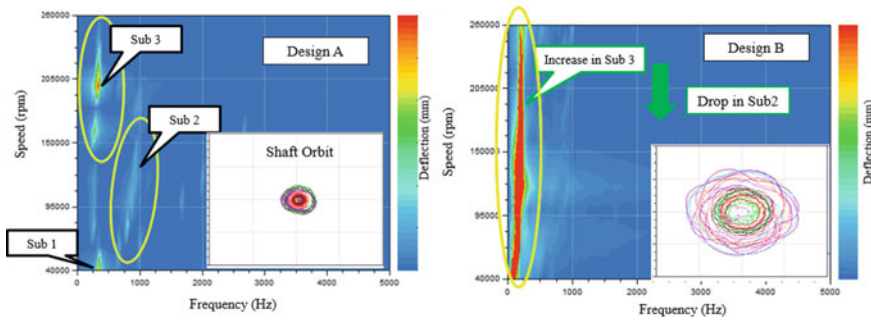 260000
205000
150000
95000
40000
Speed (rpm)
Sub 3
Design A
Sub 2
Shaft Orbit
Sub 1
0
1000
2000
3000
4000
5000
Frequency (Hz)
Deflection (mm)
260000
205000
150000
95000
40000
Speed (rpm)
Design B
Increase in Sub 3
Drop in Sub2
0
1000
2000
3000
4000
5000
Frequency (Hz)
Deflection (mm)